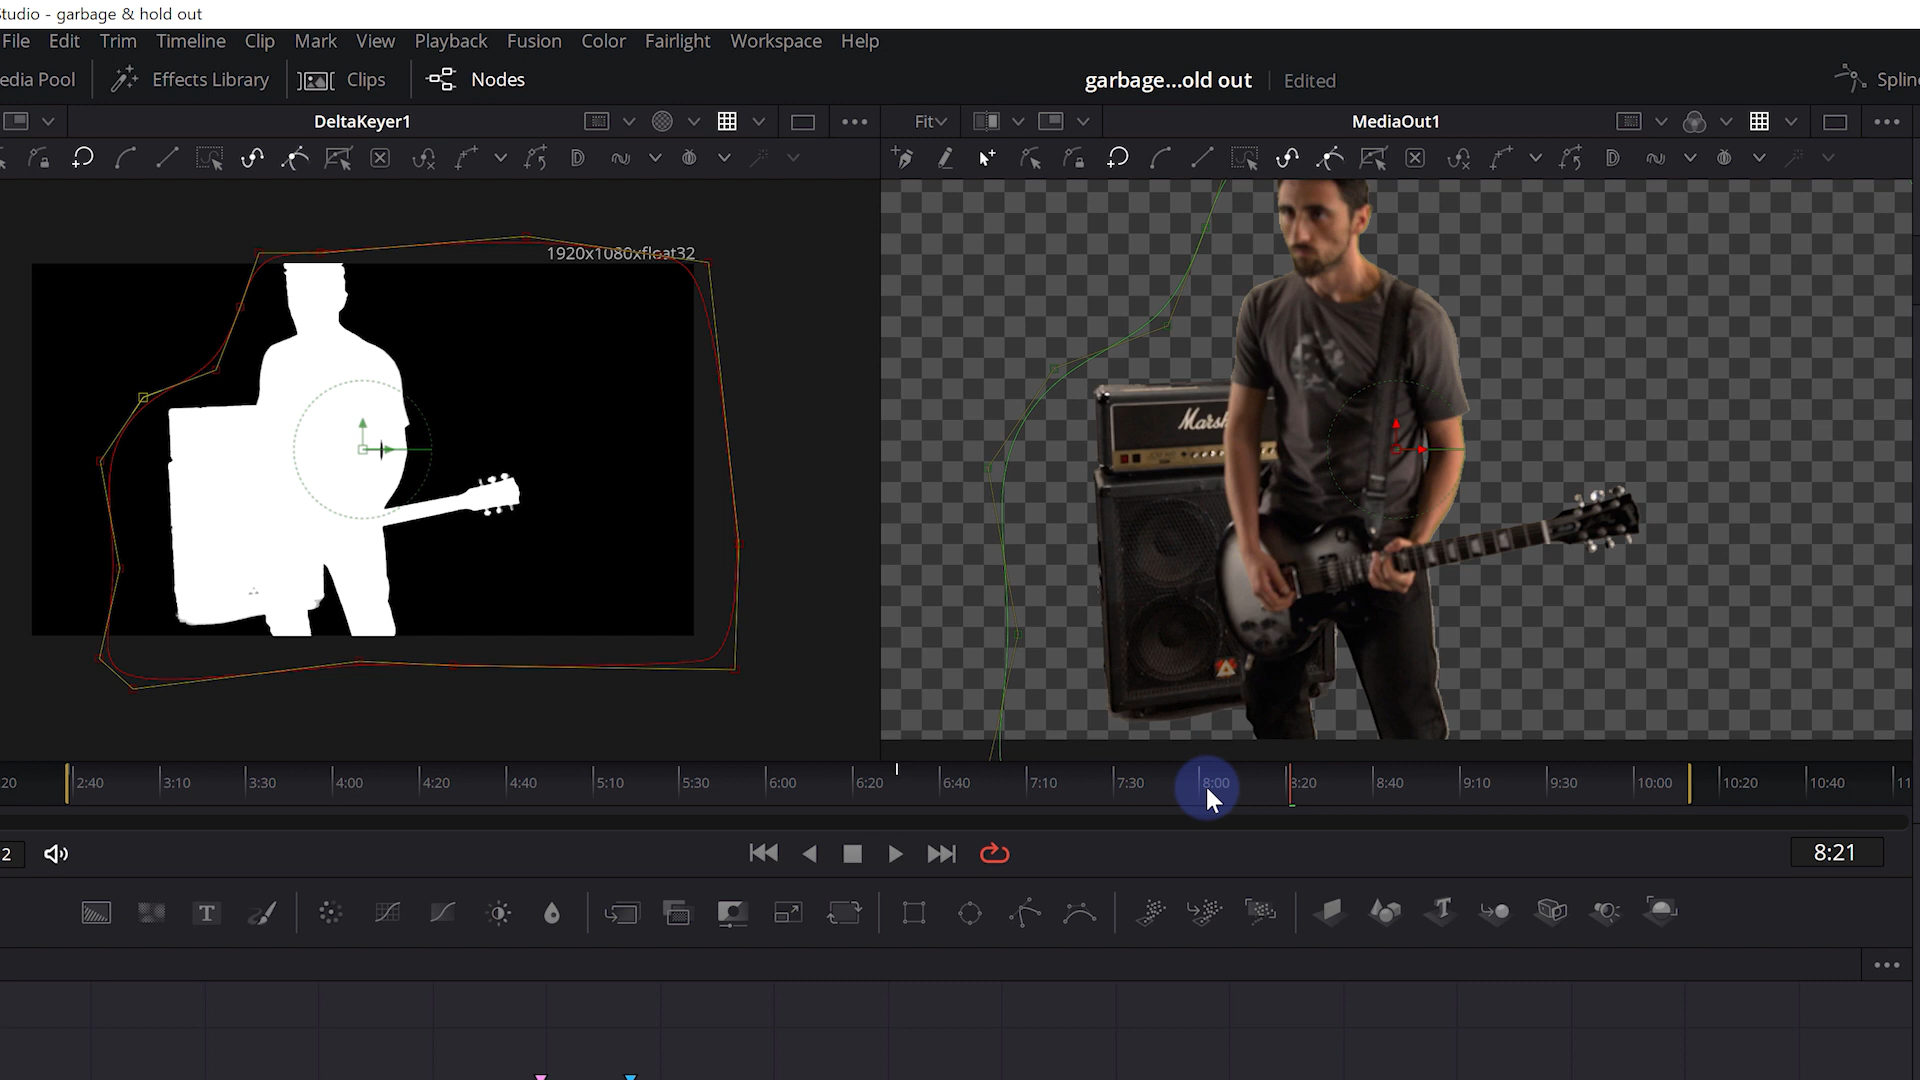 Studio - garbage & hold out
File Edit Trim Timeline Clip Mark View Playback Fusion Color Fairlight Workspace Help
edia Pool Effects Library Clips Nodes garbage...old out Edited Splin
DeltaKeyer1 Fit MediaOut1
1920x1080xfloat32
Marsh
20 2:40 3:10 3:30 4:00 4:20 4:40 5:10 5:30 6:00 6:20 6:40 7:10 7:30 8:00 8:20 8:40 9:10 9:30 10:00 10:20 10:40 11
2 8:21